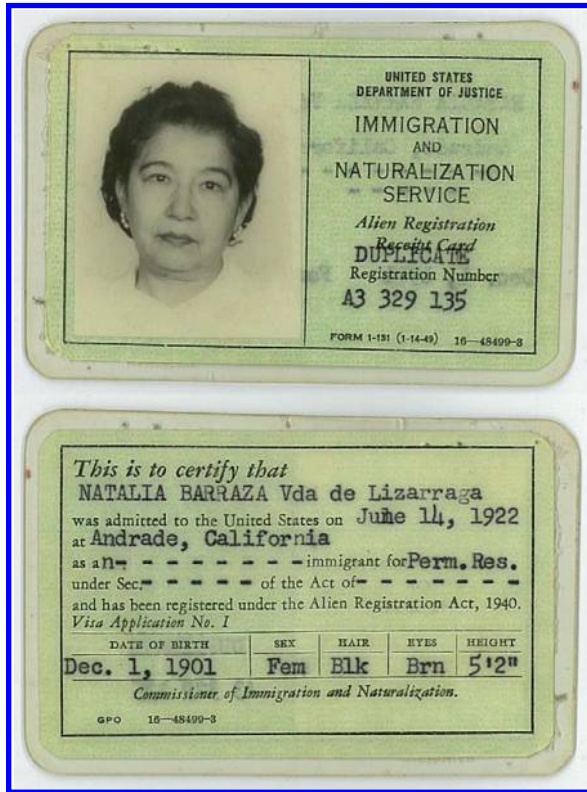 UNITED STATES
DEPARTMENT OF JUSTICE
IMMIGRATION
AND
NATURALIZATION
SERVICE
Alien Registration
Receipt Card
DUPLICATE
Registration Number
A3 329 135
FORM I-151 (1-14-49) 16—48499-3
This is to certify that
NATALIA BARRAZA Vda de Lizarraga
was admitted to the United States on June 14, 1922
at Andrade, California
as an- - - - - - - -immigrant for Perm.Res.
under Sec.- - - - - of the Act of- - - - - - -
and has been registered under the Alien Registration Act, 1940.
Visa Application No. I
DATE OF BIRTH SEX HAIR EYES HEIGHT
Dec. 1, 1901 Fem Blk Brn 5'2"
Commissioner of Immigration and Naturalization.
GPO 16—48499-3